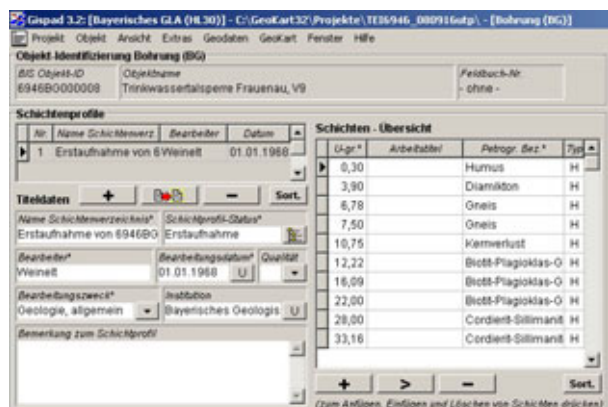 Gispad 3.2: [Bayerisches GLA (HL30)] - C:\GeoKart32\Projekte\TEI6946_080916utp\ - [Bohrung (BG)]
Projekt Objekt Ansicht Extras Geodaten GeoKart Fenster Hilfe
Objekt-Identifizierung Bohrung (BG)
BIS Objekt-ID Objektname Feldbuch-Nr.
6946BG000008 Trinkwassertalsperre Frauenau, V9 - ohne -
Schichtenprofile
Nr. Name Schichtenverz. Bearbeiter Datum
1 Erstaufnahme von 6 Weinelt 01.01.1968
Titeldaten + - Sort.
Name Schichtenverzeichnis* Schichtprofil-Status*
Erstaufnahme von 6946BG Erstaufnahme
Bearbeiter* Bearbeitungsdatum* Qualität
Weinelt 01.01.1968 U
Bearbeitungszweck* Institution
Geologie, allgemein Bayerisches Geologis U
Bemerkung zum Schichtprofil
Schichten - Übersicht
U-gr.* Arbeitstitel Petrogr. Bez.* Typ
0,30 Humus H
3,90 Diamikton H
6,78 Gneis H
7,50 Gneis H
10,75 Kernverlust H
12,22 Biotit-Plagioklas-G H
16,09 Biotit-Plagioklas-G H
22,00 Biotit-Plagioklas-G H
28,00 Cordierit-Sillimanit H
33,16 Cordierit-Sillimanit H
+ > - Sort.
(zum Anfügen, Einfügen und Löschen von Schichten drücken)